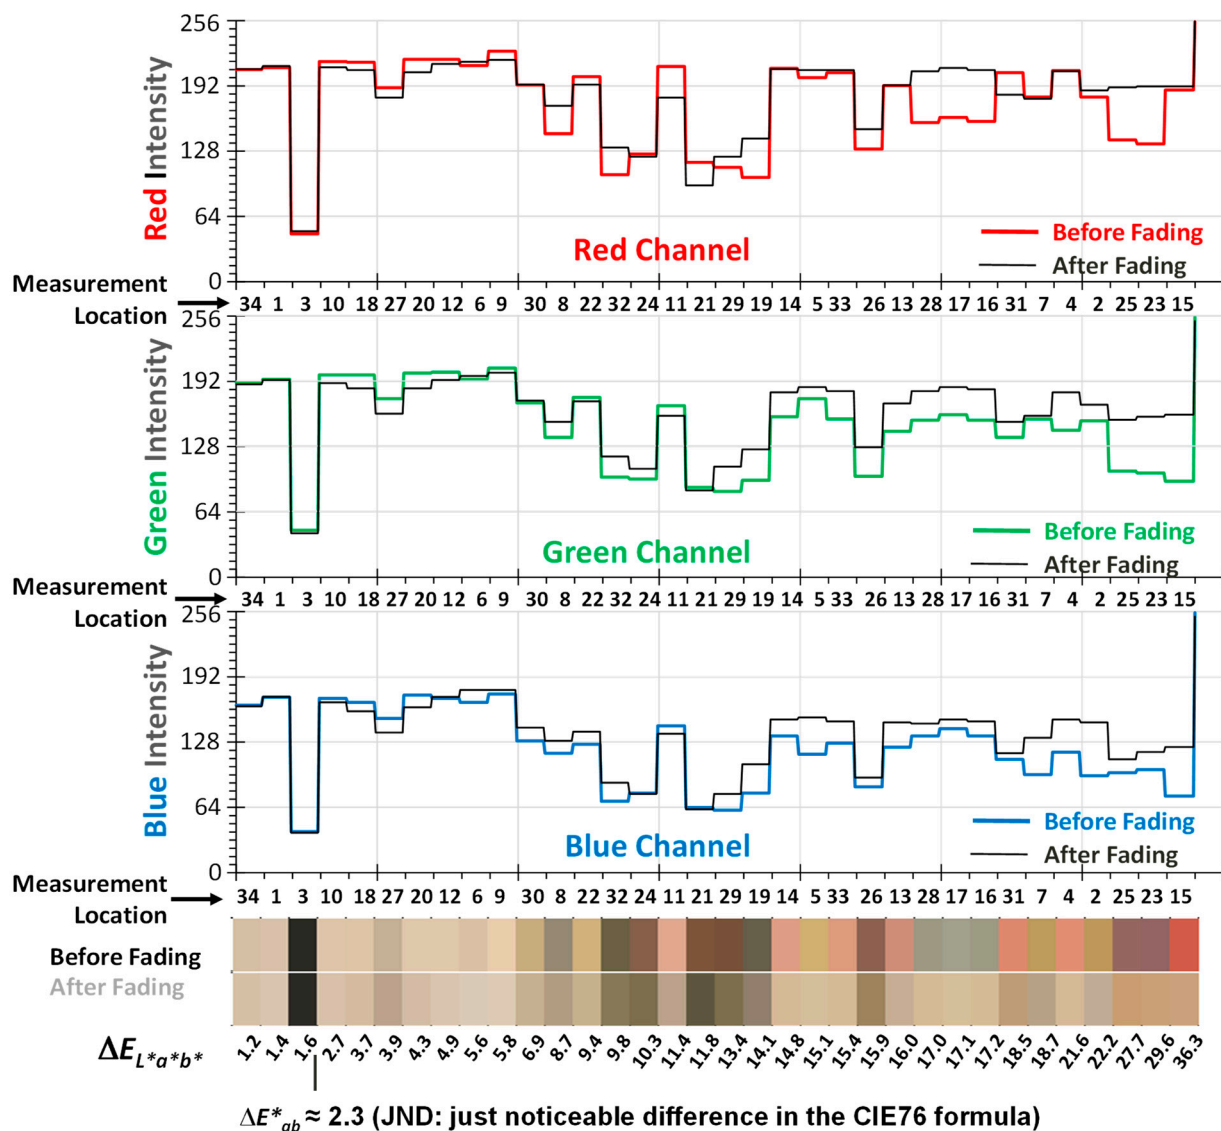 256
192
128
64
0
Red Intensity
Red Channel
Before Fading
After Fading
Measurement
Location
34 1 3 10 18 27 20 12 6 9 30 8 22 32 24 11 21 29 19 14 5 33 26 13 28 17 16 31 7 4 2 25 23 15
256
192
128
64
0
Green Intensity
Green Channel
Before Fading
After Fading
Measurement
Location
34 1 3 10 18 27 20 12 6 9 30 8 22 32 24 11 21 29 19 14 5 33 26 13 28 17 16 31 7 4 2 25 23 15
256
192
128
64
0
Blue Intensity
Blue Channel
Before Fading
After Fading
Measurement
Location
34 1 3 10 18 27 20 12 6 9 30 8 22 32 24 11 21 29 19 14 5 33 26 13 28 17 16 31 7 4 2 25 23 15
Before Fading
After Fading
ΔE L*a*b*
1.2 1.4 1.6 2.7 3.7 3.9 4.3 4.9 5.6 5.8 6.9 8.7 9.4 9.8 10.3 11.4 11.8 13.4 14.1 14.8 15.1 15.4 15.9 16.0 17.0 17.1 17.2 18.5 18.7 21.6 22.2 27.7 29.6 36.3
ΔE*ab ≈ 2.3 (JND: just noticeable difference in the CIE76 formula)